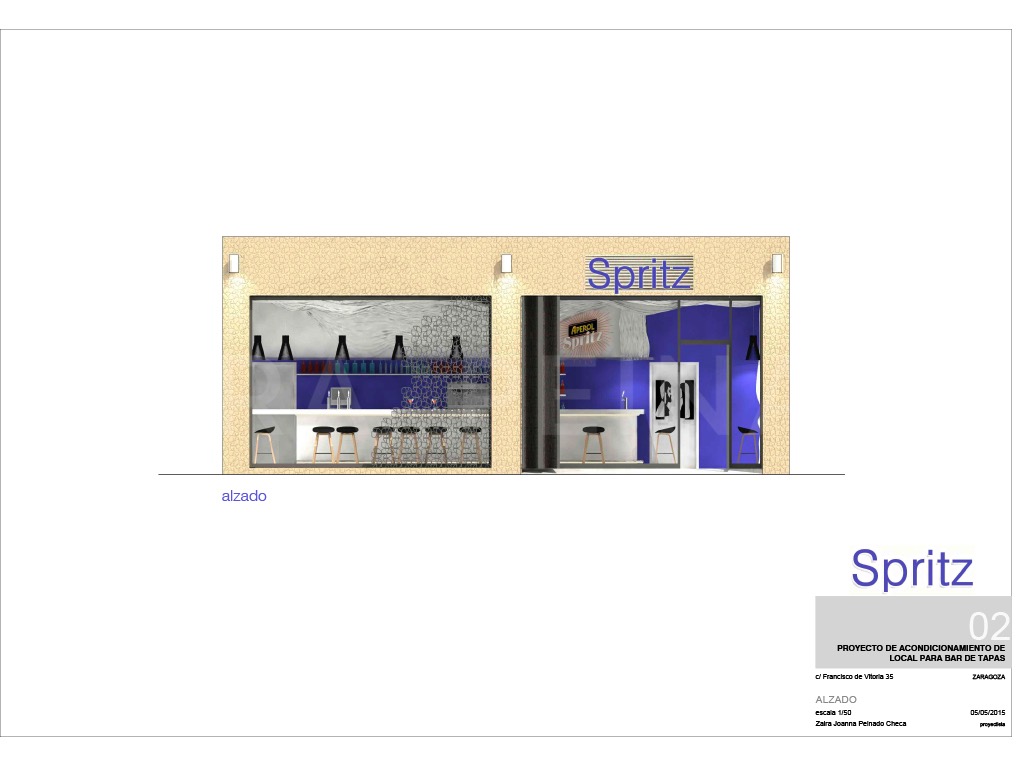 Spritz
APEROL
Spritz
alzado
Spritz
02
PROYECTO DE ACONDICIONAMIENTO DE
LOCAL PARA BAR DE TAPAS
c/ Francisco de Vitoria 35 ZARAGOZA
ALZADO
escala 1/50 05/05/2015
Zaira Joanna Peinado Checa proyectista